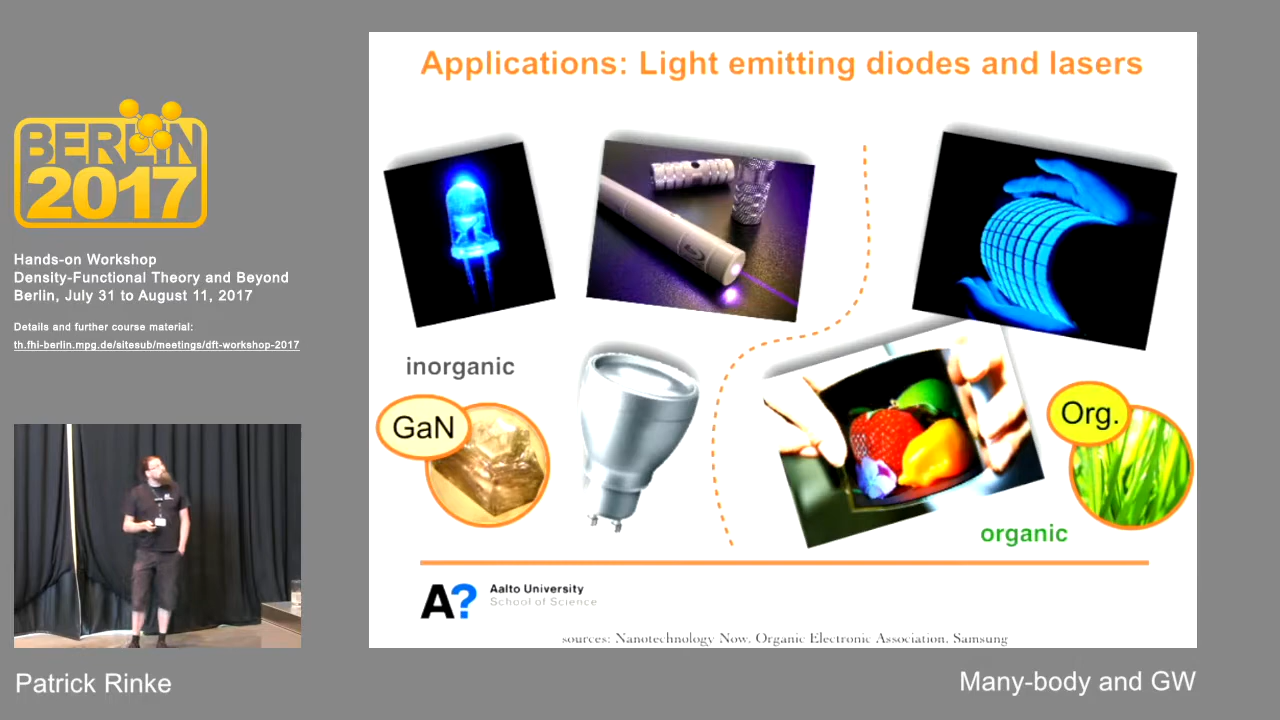 Applications: Light emitting diodes and lasers
BERLIN
2017
Hands-on Workshop
Density-Functional Theory and Beyond
Berlin, July 31 to August 11, 2017
Details and further course material:
th.fhi-berlin.mpg.de/sitesub/meetings/dft-workshop-2017
inorganic
GaN
Org.
organic
A?
Aalto University
School of Science
sources: Nanotechnology Now, Organic Electronic Association, Samsung
Patrick Rinke
Many-body and GW